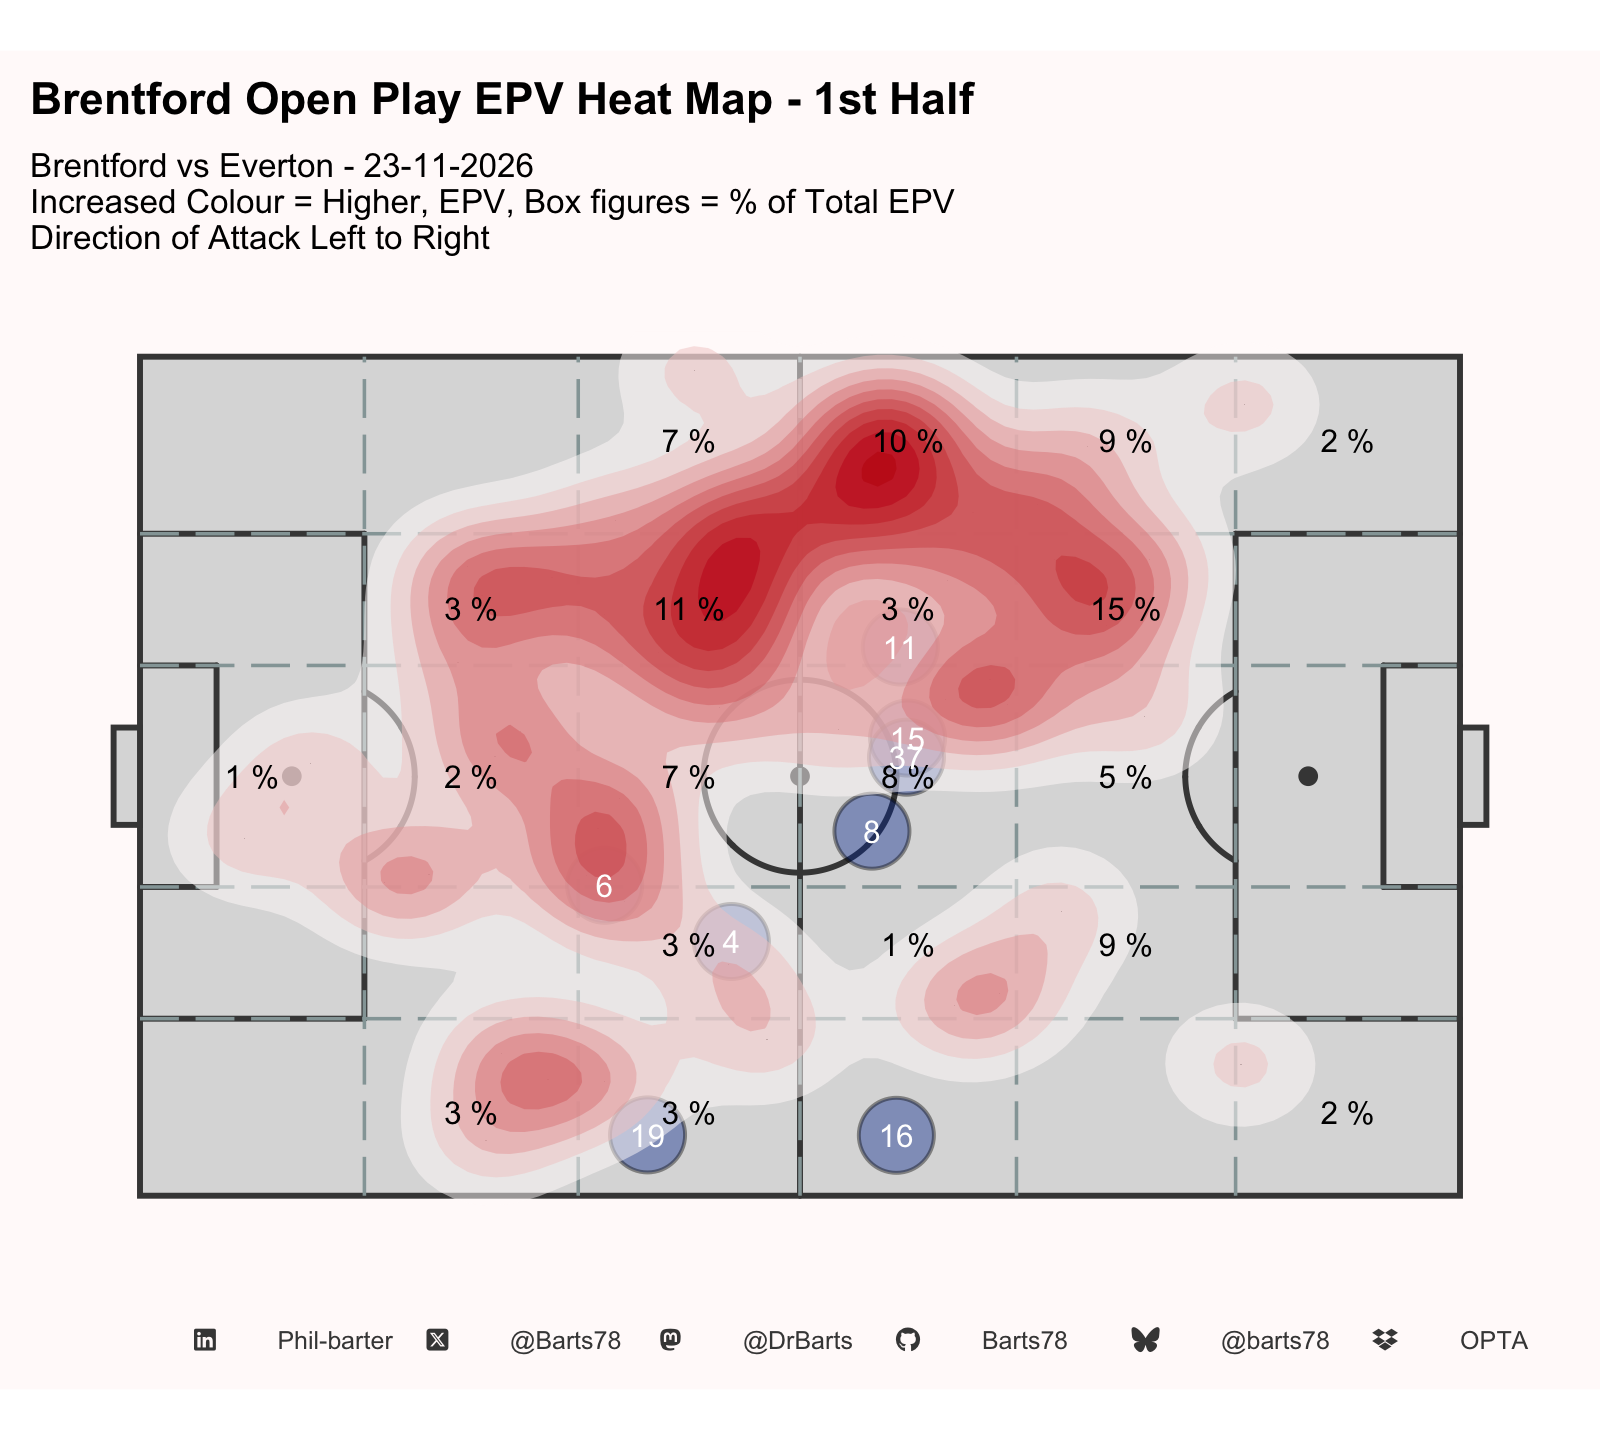 Brentford Open Play EPV Heat Map - 1st Half
Brentford vs Everton - 23-11-2026
Increased Colour = Higher, EPV, Box figures = % of Total EPV
Direction of Attack Left to Right
7 % 10 % 9 % 2 %
3 % 11 % 3 % 15 %
11
15
37
1 % 2 % 7 % 8 % 5 %
8
6
3 % 4 1 % 9 %
3 % 3 % 2 %
19 16
Phil-barter @Barts78 @DrBarts Barts78 @barts78 OPTA